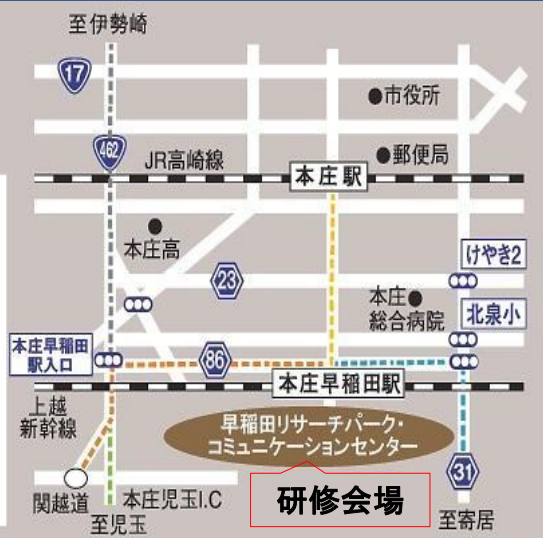 至伊勢崎
17
●市役所
462
JR高崎線
●郵便局
本庄駅
本庄高
けやき2
23
本庄●
総合病院
北泉小
本庄早稲田
駅入口
86
本庄早稲田駅
上越
新幹線
早稲田リサーチパーク・
コミュニケーションセンター
31
関越道
本庄児玉I.C
研修会場
至児玉
至寄居